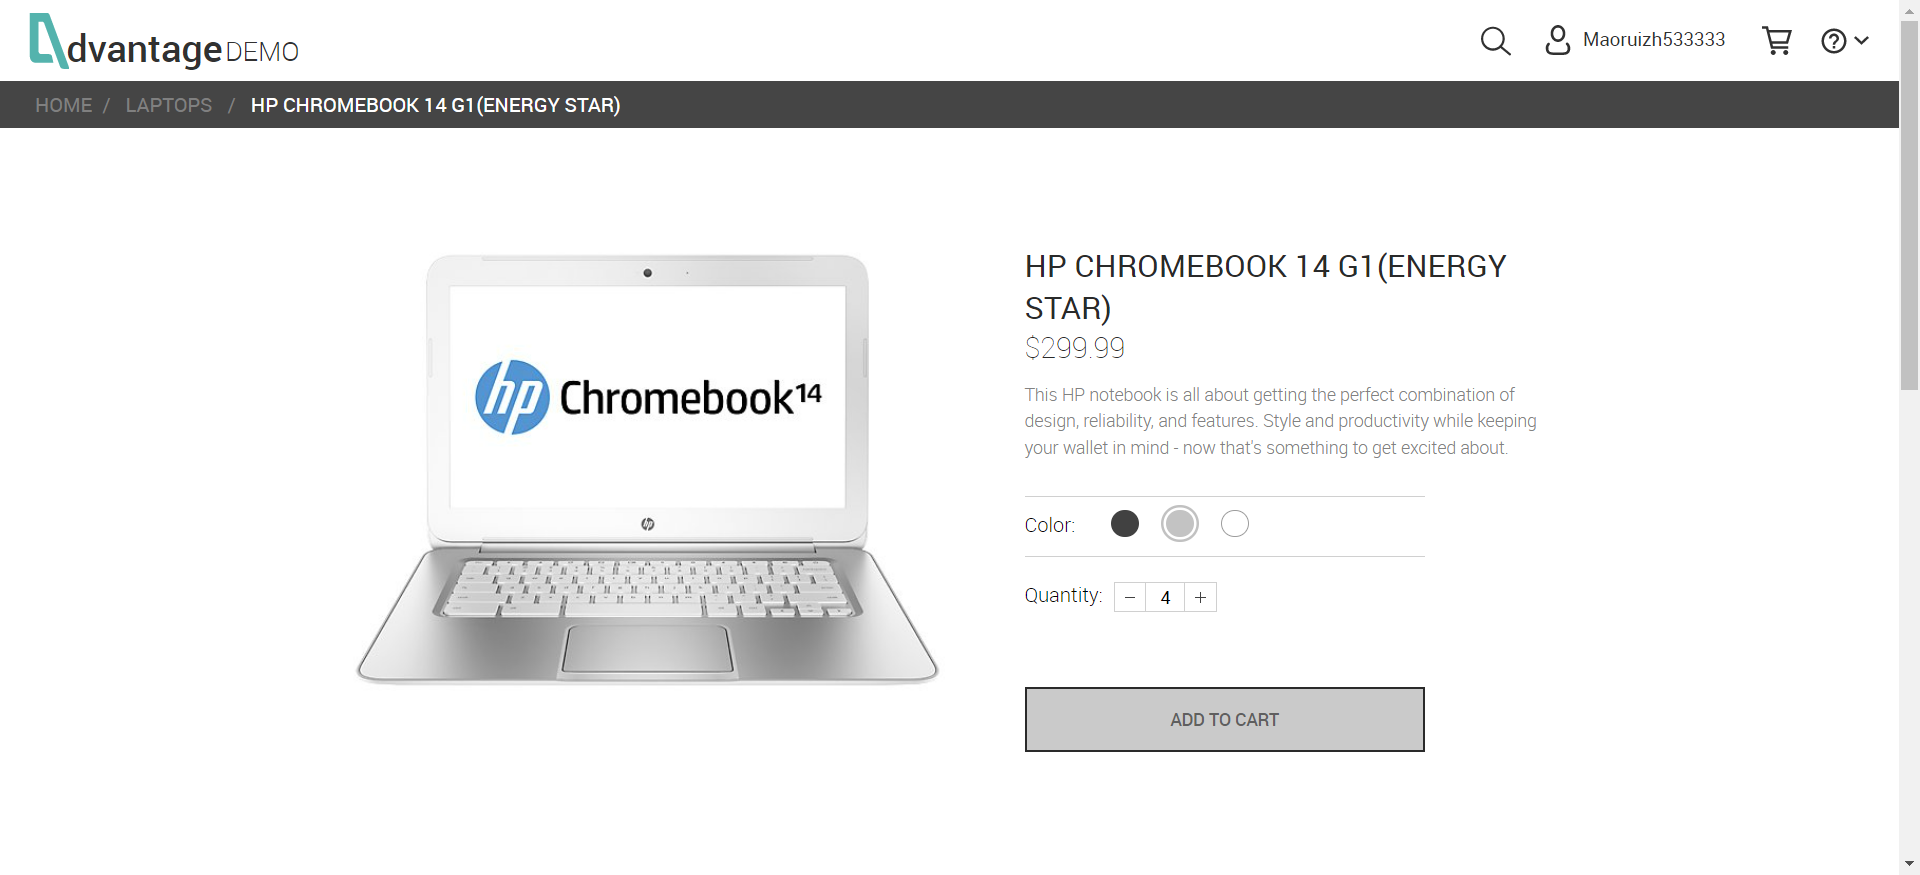 dvantage DEMO
Maoruizh533333
HOME / LAPTOPS / HP CHROMEBOOK 14 G1(ENERGY STAR)
hp Chromebook14
hp
HP CHROMEBOOK 14 G1(ENERGY
STAR)
$299.99
This HP notebook is all about getting the perfect combination of
design, reliability, and features. Style and productivity while keeping
your wallet in mind - now that's something to get excited about.
Color:
Quantity: − 4 +
ADD TO CART